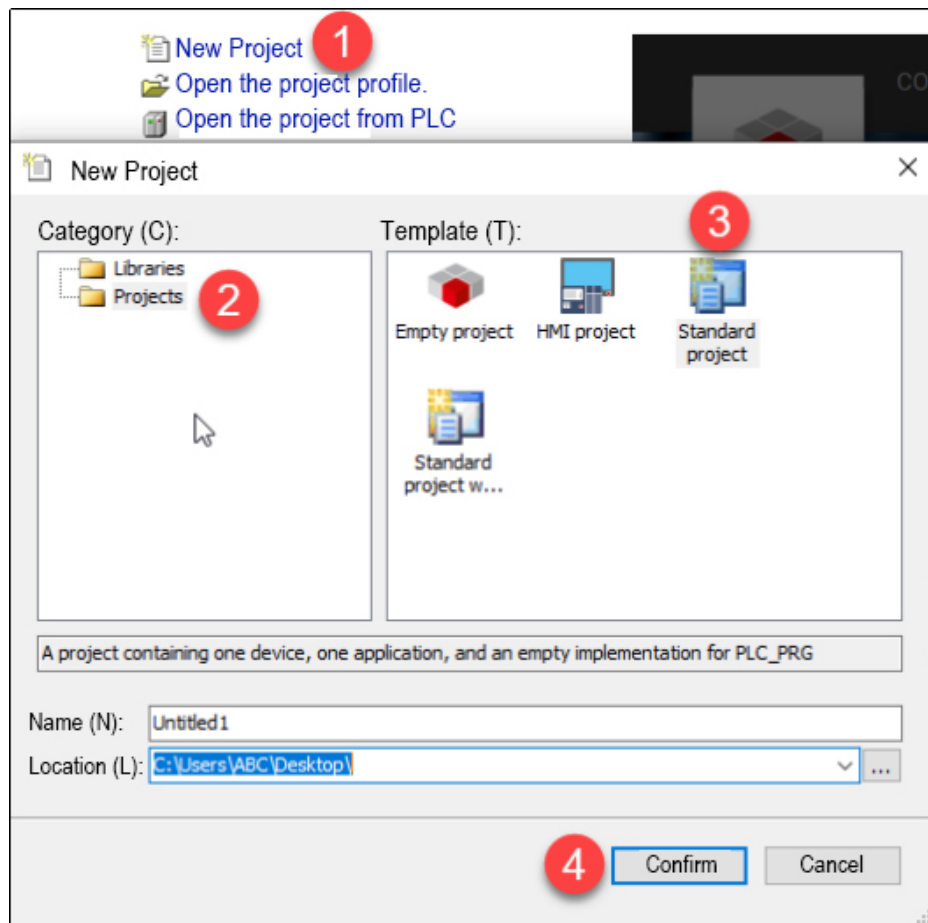 New Project
1
Open the project profile.
Open the project from PLC
CO
New Project
Category (C):
Template (T):
3
Libraries
Projects
2
Empty project
HMI project
Standard
project
Standard
project w...
A project containing one device, one application, and an empty implementation for PLC_PRG
Name (N):
Untitled1
Location (L):
C:\Users\ABC\Desktop\
...
4
Confirm
Cancel